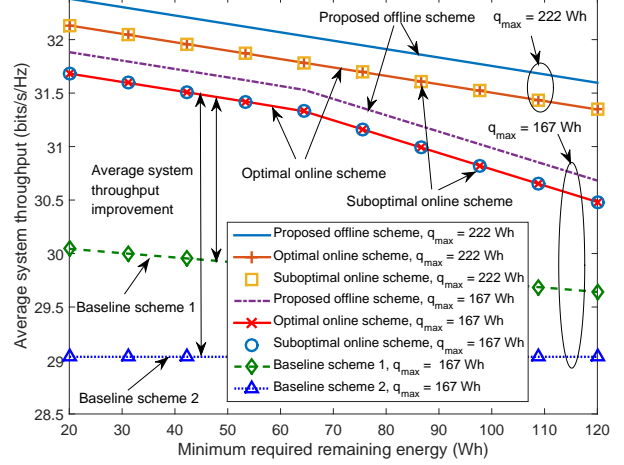 Average system throughput (bits/s/Hz)
32
31.5
31
30.5
30
29.5
29
28.5
20
30
40
50
60
70
80
90
100
110
120
Minimum required remaining energy (Wh)
Proposed offline scheme
q_max = 222 Wh
q_max = 167 Wh
Average system
throughput
improvement
Optimal online scheme
Suboptimal online scheme
Baseline scheme 1
Baseline scheme 2
Proposed offline scheme, q_max = 222 Wh
Optimal online scheme, q_max = 222 Wh
Suboptimal online scheme, q_max = 222 Wh
Proposed offline scheme, q_max = 167 Wh
Optimal online scheme, q_max = 167 Wh
Suboptimal online scheme, q_max = 167 Wh
Baseline scheme 1, q_max = 167 Wh
Baseline scheme 2, q_max = 167 Wh